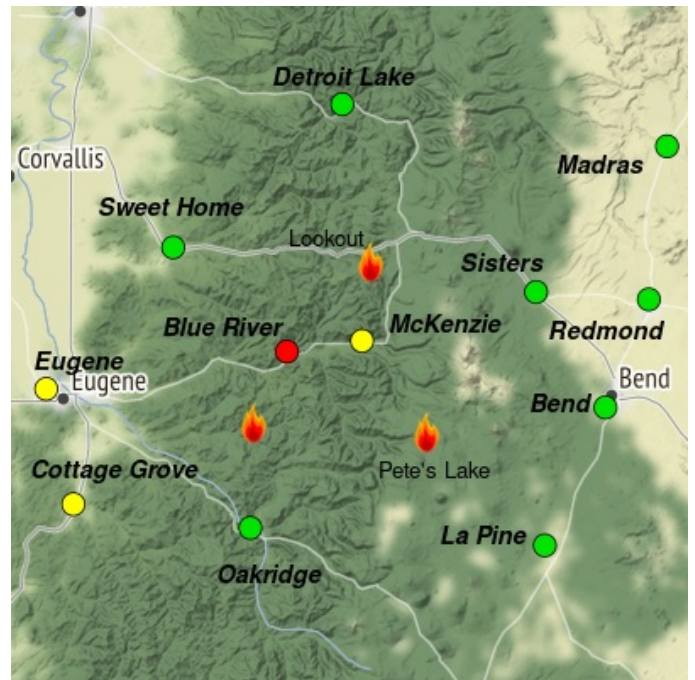 Detroit Lake
Corvallis
Madras
Sweet Home
Lookout
Sisters
Blue River
McKenzie
Redmond
Eugene
Eugene
Bend
Bend
Cottage Grove
Pete's Lake
La Pine
Oakridge